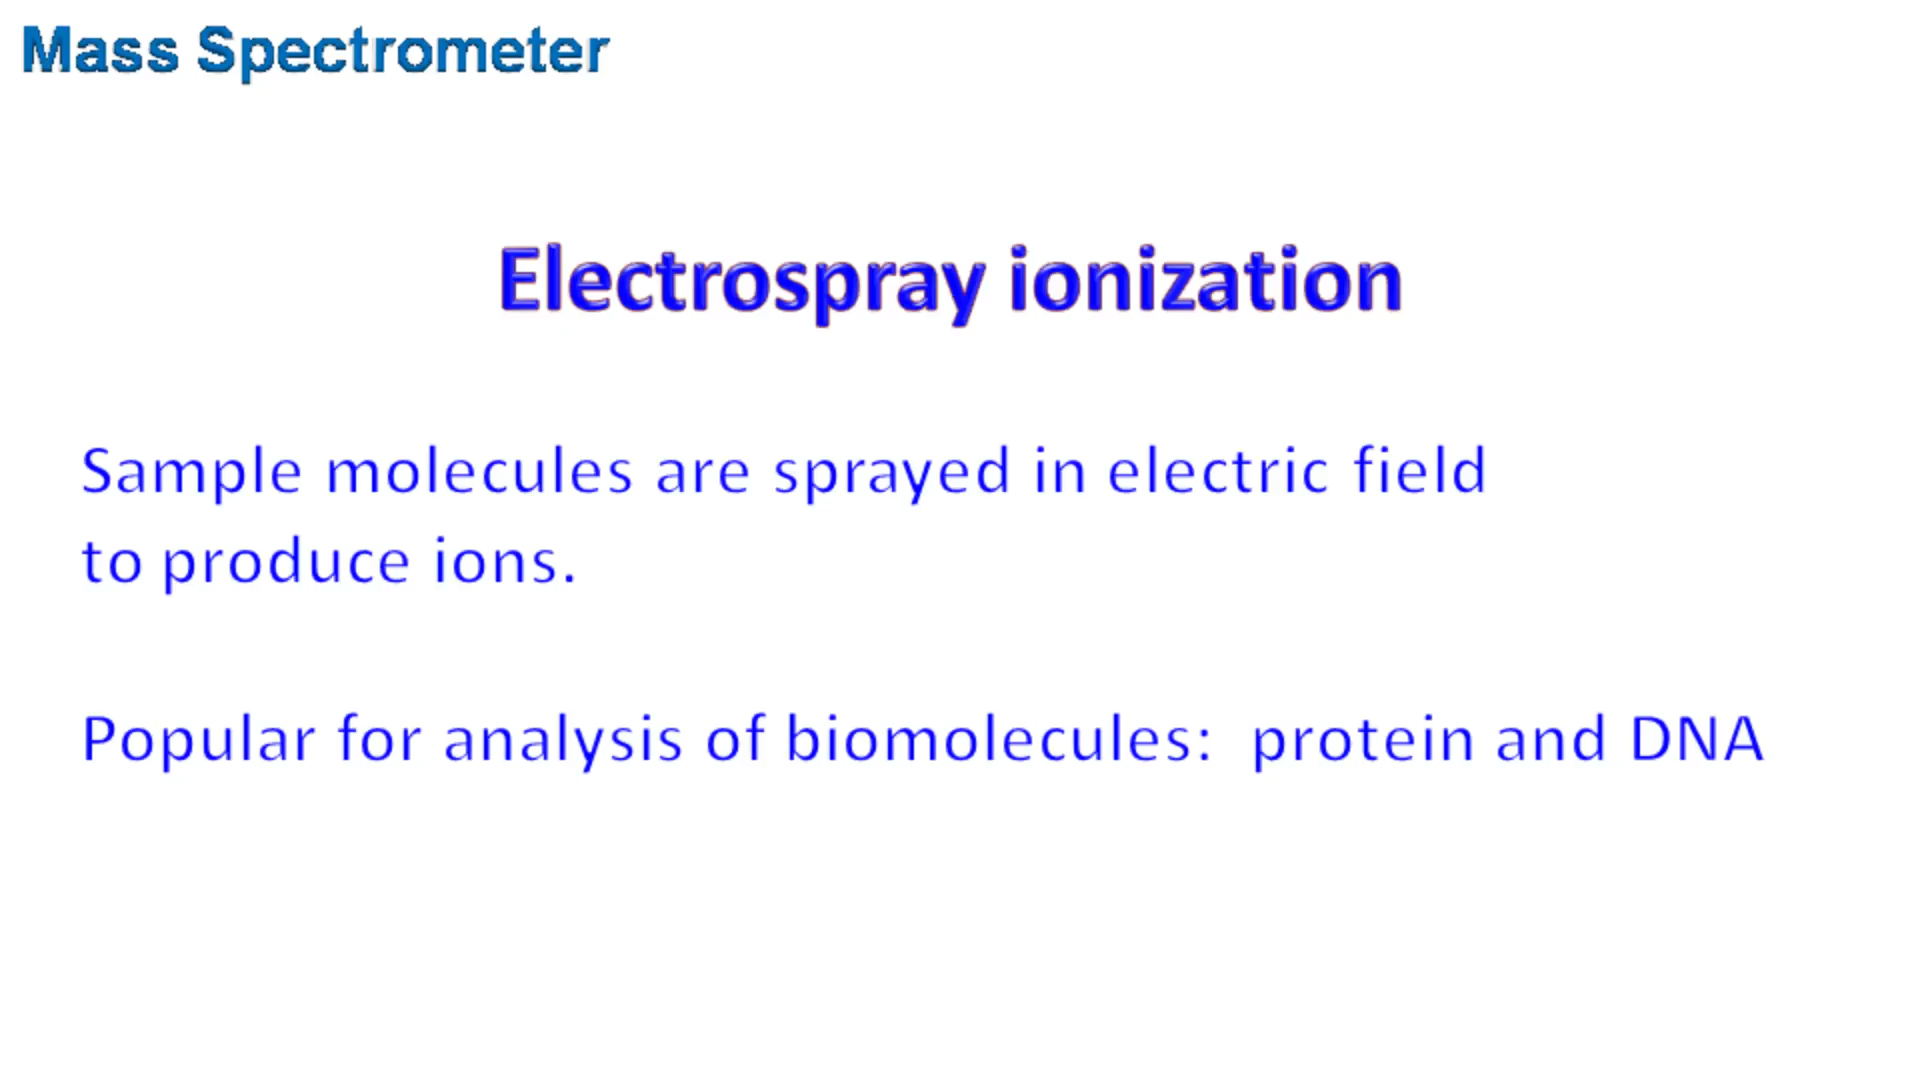 Mass Spectrometer
Electrospray ionization
Sample molecules are sprayed in electric field
to produce ions.
Popular for analysis of biomolecules:  protein and DNA